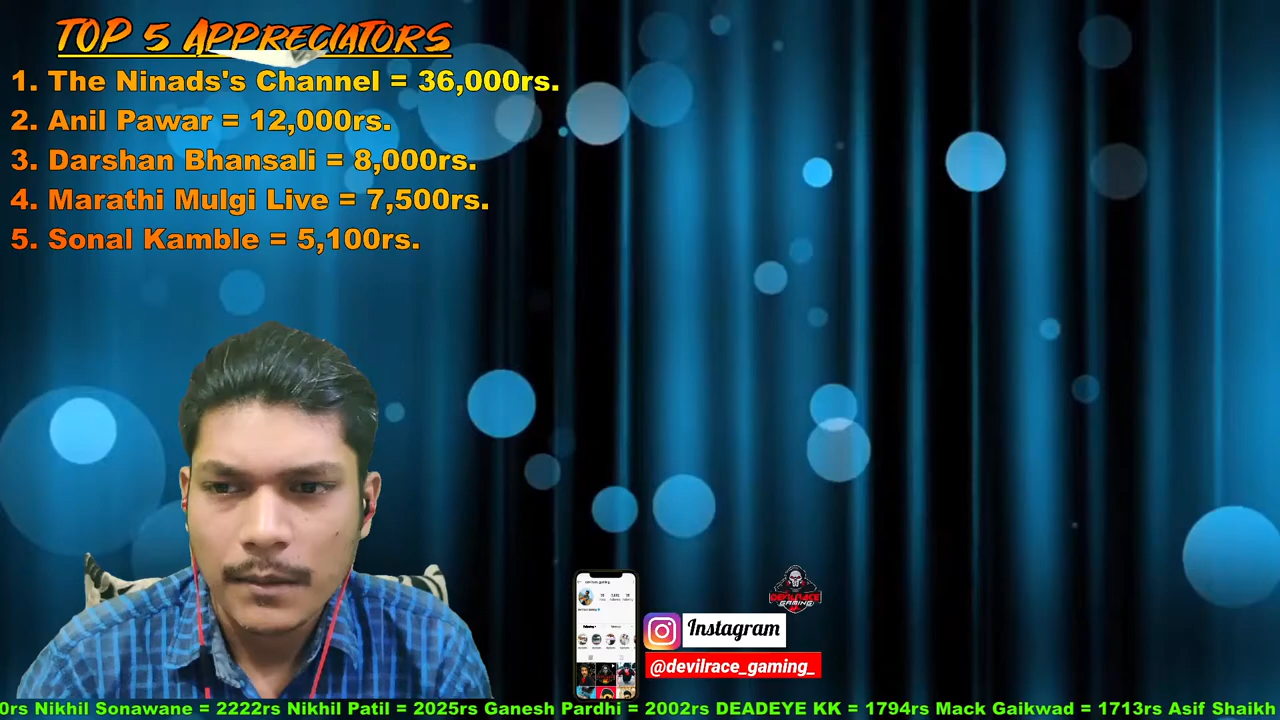 TOP 5 APPRECIATORS
1. The Ninads's Channel = 36,000rs.
2. Anil Pawar = 12,000rs.
3. Darshan Bhansali = 8,000rs.
4. Marathi Mulgi Live = 7,500rs.
5. Sonal Kamble = 5,100rs.
DEVILRACE
GAMING
Instagram
@devilrace_gaming_
0rs Nikhil Sonawane = 2222rs Nikhil Patil = 2025rs Ganesh Pardhi = 2002rs DEADEYE KK = 1794rs Mack Gaikwad = 1713rs Asif Shaikh